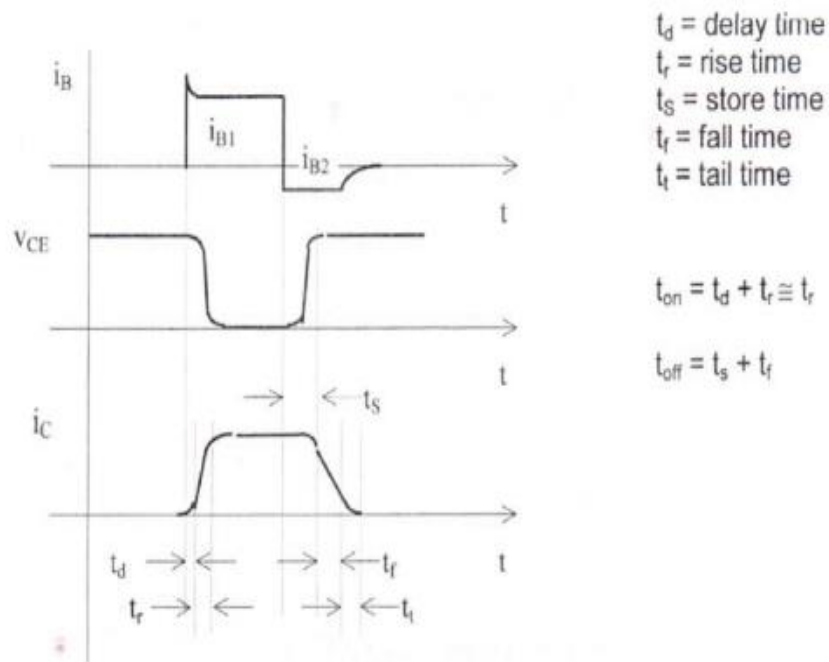 t_d = delay time
t_r = rise time
t_S = store time
t_f = fall time
t_t = tail time
t_on = t_d + t_r ≅ t_r
t_off = t_s + t_f
i_B
i_B1
i_B2
t
v_CE
t
t_S
i_C
t_d
t_f
t
t_r
t_t